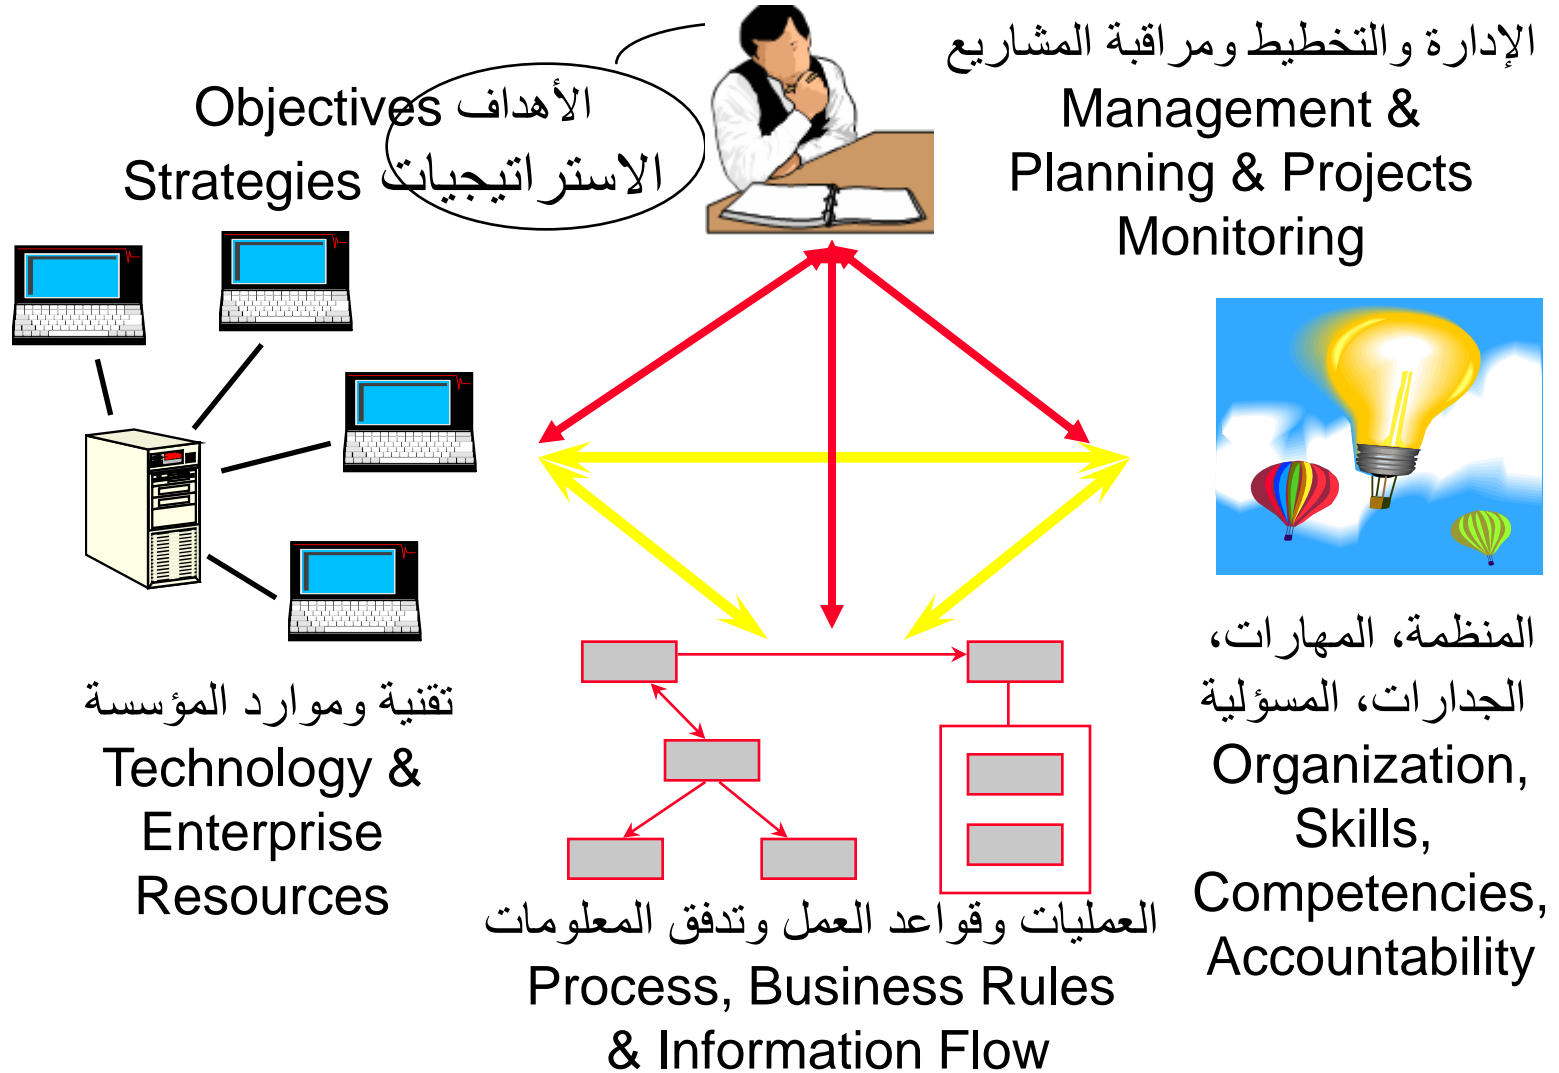 Objectives الأهداف
Strategies الاستراتيجيات
الإدارة والتخطيط ومراقبة المشاريع
Management &
Planning & Projects
Monitoring
تقنية وموارد المؤسسة
Technology &
Enterprise
Resources
العمليات وقواعد العمل وتدفق المعلومات
Process, Business Rules
& Information Flow
المنظمة، المهارات،
الجدارات، المسؤلية
Organization,
Skills,
Competencies,
Accountability